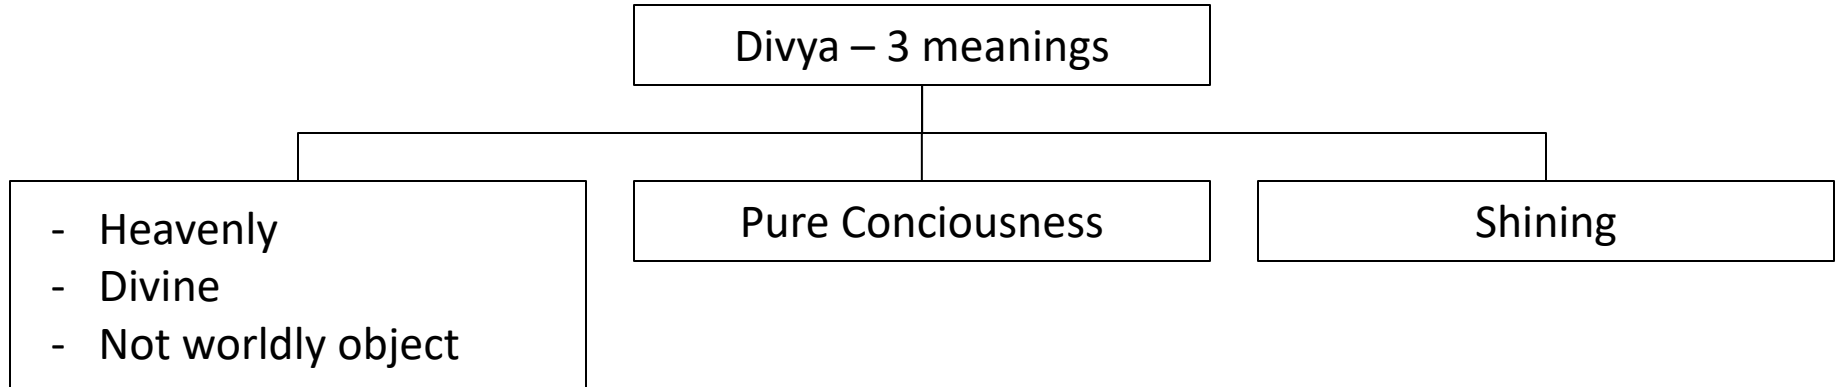 Divya – 3 meanings
- Heavenly
- Divine
- Not worldly object
Pure Conciousness
Shining